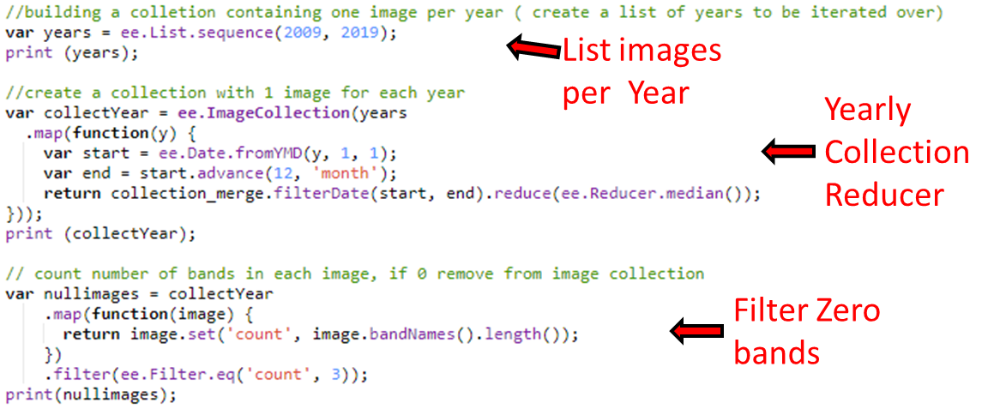 //building a colletion containing one image per year ( create a list of years to be iterated over)
var years = ee.List.sequence(2009, 2019);
print (years);
List images
per Year
//create a collection with 1 image for each year
var collectYear = ee.ImageCollection(years
.map(function(y) {
var start = ee.Date.fromYMD(y, 1, 1);
var end = start.advance(12, 'month');
return collection_merge.filterDate(start, end).reduce(ee.Reducer.median());
}));
print (collectYear);
Yearly
Collection
Reducer
// count number of bands in each image, if 0 remove from image collection
var nullimages = collectYear
.map(function(image) {
return image.set('count', image.bandNames().length());
})
.filter(ee.Filter.eq('count', 3));
print(nullimages);
Filter Zero
bands